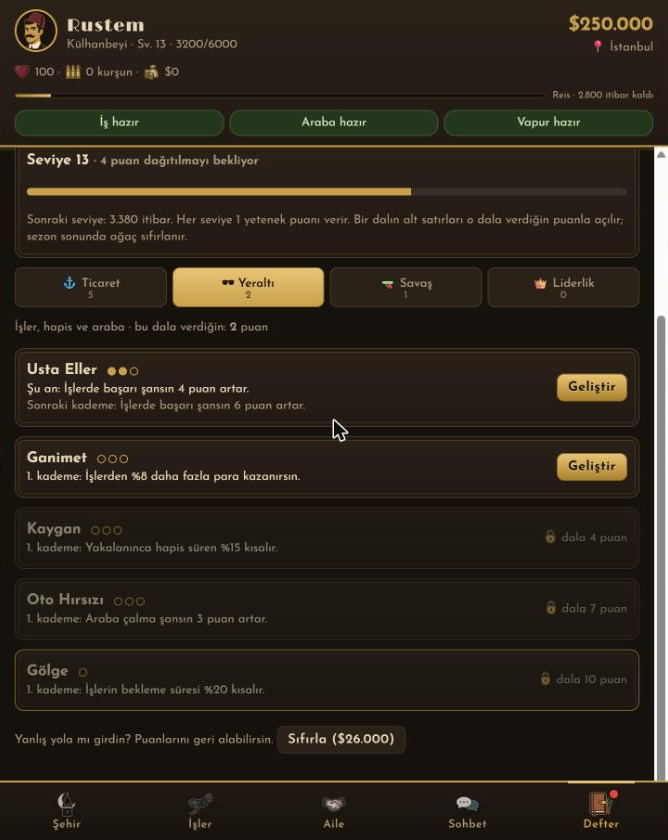 Rustem
$250.000
Külhanbeyi · Sv. 13 · 3200/6000
İstanbul
100 · 0 kurşun · $0
Reis · 2.800 itibar kaldı
İş hazır
Araba hazır
Vapur hazır
Seviye 13 · 4 puan dağıtılmayı bekliyor
Sonraki seviye: 3.380 itibar. Her seviye 1 yetenek puanı verir. Bir dalın alt satırları o dala verdiğin puanla açılır;
sezon sonunda ağaç sıfırlanır.
Ticaret
5
Yeraltı
2
Savaş
1
Liderlik
0
İşler, hapis ve araba · bu dala verdiğin: 2 puan
Usta Eller
Şu an: İşlerde başarı şansın 4 puan artar.
Sonraki kademe: İşlerde başarı şansın 6 puan artar.
Geliştir
Ganimet
1. kademe: İşlerden %8 daha fazla para kazanırsın.
Geliştir
Kaygan
1. kademe: Yakalanınca hapis süren %15 kısalır.
dala 4 puan
Oto Hırsızı
1. kademe: Araba çalma şansın 3 puan artar.
dala 7 puan
Gölge
1. kademe: İşlerin bekleme süresi %20 kısalır.
dala 10 puan
Yanlış yola mı girdin? Puanlarını geri alabilirsin. Sıfırla ($26.000)
Şehir
İşler
Aile
Sohbet
Defter